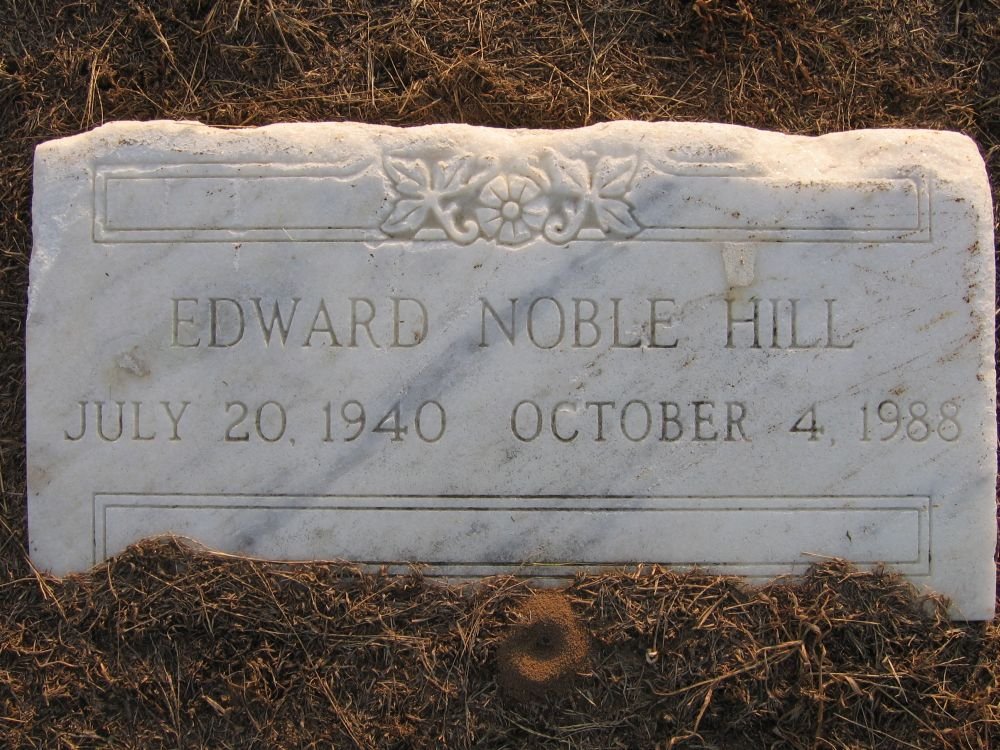 EDWARD NOBLE HILL
JULY 20, 1940 OCTOBER 4, 1988